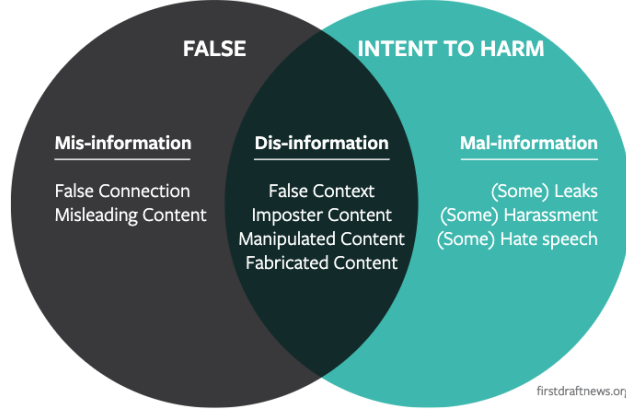 FALSE
INTENT TO HARM
Mis-information
False Connection
Misleading Content
Dis-information
False Context
Imposter Content
Manipulated Content
Fabricated Content
Mal-information
(Some) Leaks
(Some) Harassment
(Some) Hate speech
firstdraftnews.org